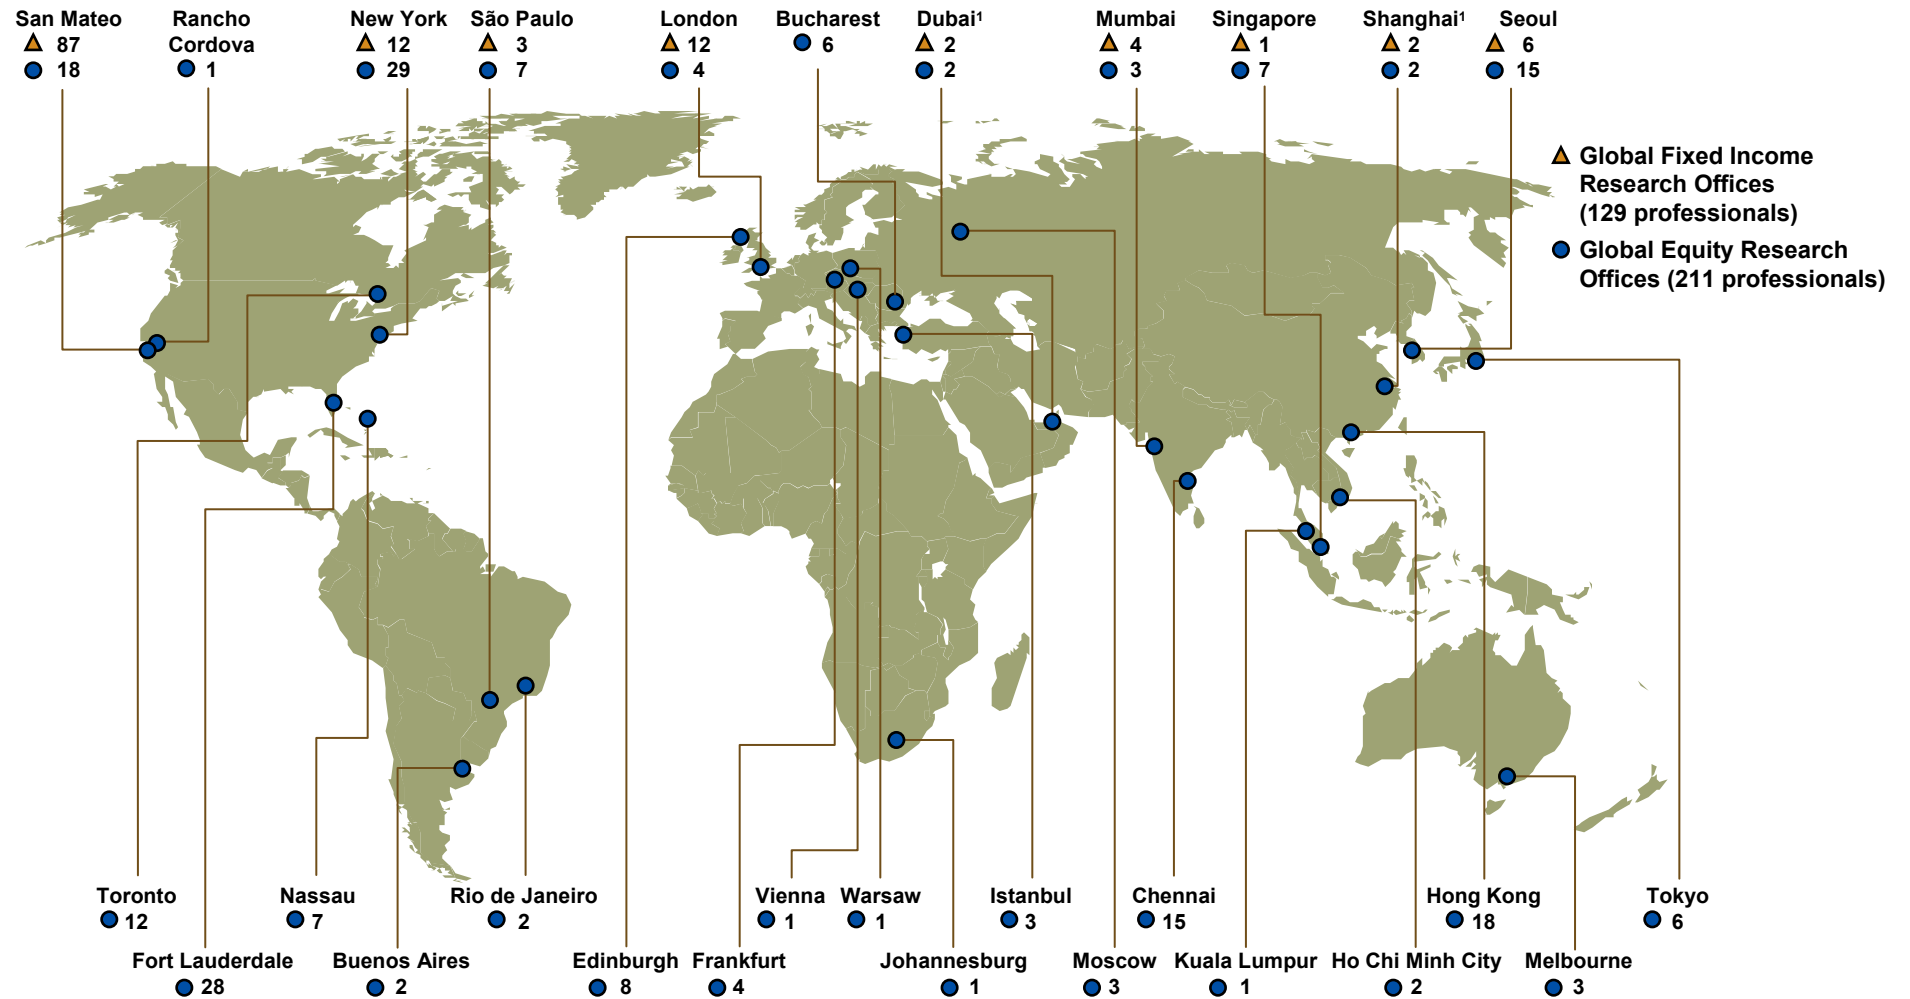 San Mateo
87
18
Rancho
Cordova
1
New York
12
29
São Paulo
3
7
London
12
4
Bucharest
6
Dubai¹
2
2
Mumbai
4
3
Singapore
1
7
Shanghai¹
2
2
Seoul
6
15
Global Fixed Income
Research Offices
(129 professionals)
Global Equity Research
Offices (211 professionals)
Toronto
12
Nassau
7
Rio de Janeiro
2
Vienna
1
Warsaw
1
Istanbul
3
Chennai
15
Hong Kong
18
Tokyo
6
Fort Lauderdale
28
Buenos Aires
2
Edinburgh
8
Frankfurt
4
Johannesburg
1
Moscow
3
Kuala Lumpur
1
Ho Chi Minh City
2
Melbourne
3